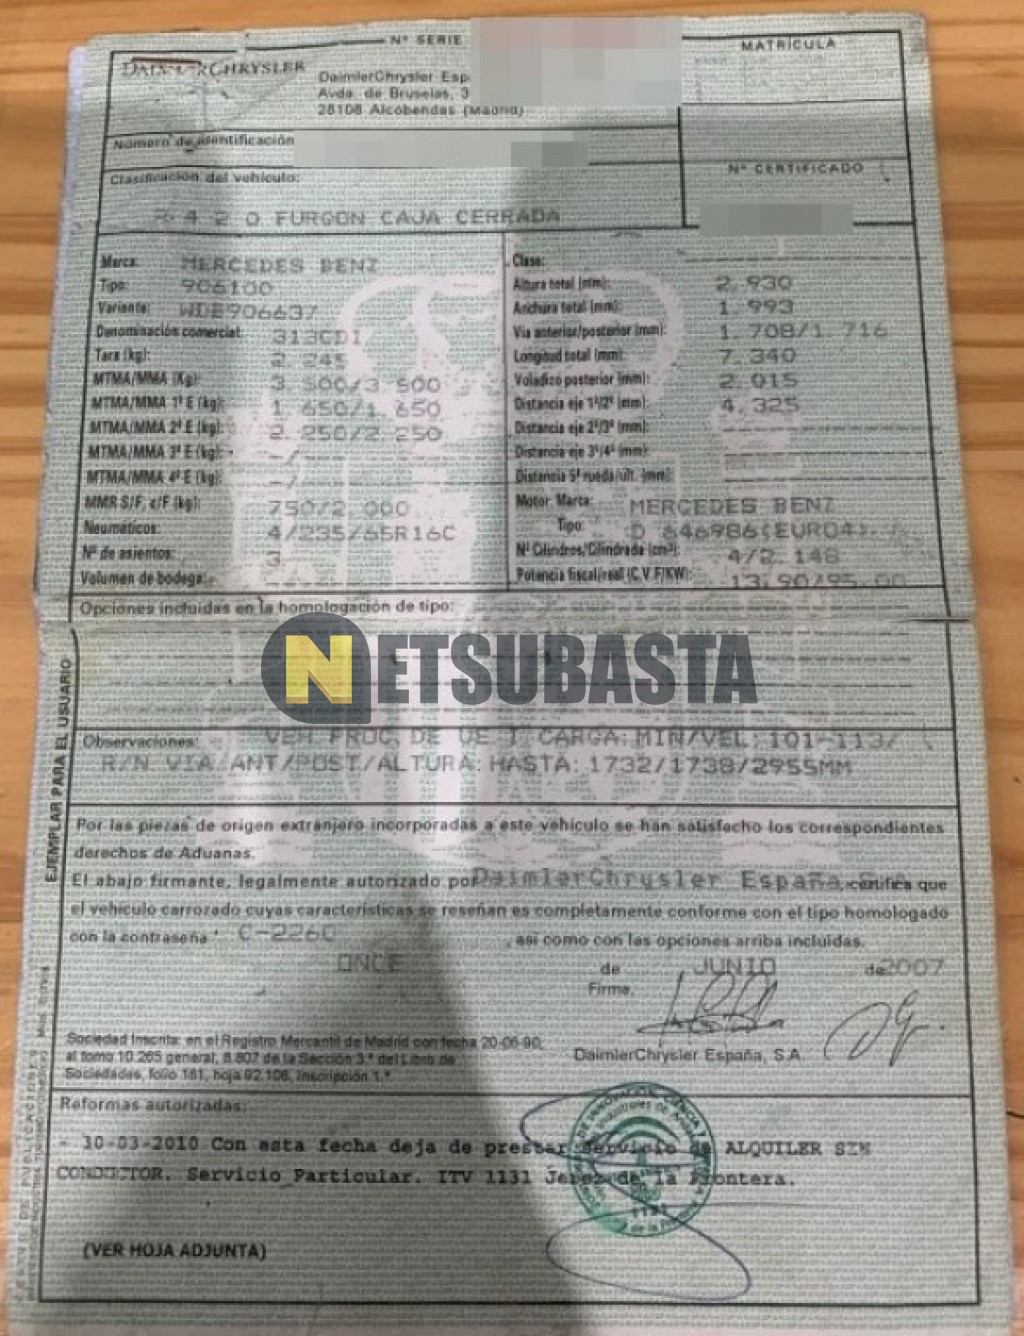 Nº SERIE
MATRICULA
DAIMLERCHRYSLER
DaimlerChrysler Esp
Avda. de Bruselas, 3
28108 Alcobendas (Madrid)
Número de identificación
Nº CERTIFICADO
Clasificación del vehículo:
2 4 2 0 FURGON CAJA CERRADA
Marca: MERCEDES BENZ
Tipo: 906100
Variante: WDE906637
Denominación comercial: 313CDI
Tara (kg): 2.245
MTMA/MMA (Kg): 3.500/3.500
MTMA/MMA 1º E (kg): 1.650/1.650
MTMA/MMA 2º E (kg): 2.250/2.250
MTMA/MMA 3º E (kg): -/
MTMA/MMA 4º E (kg): -/
MMR S/F, c/F (kg): 750/2.000
Neumáticos: 4/235/65R16C
Nº de asientos: 3
Volumen de bodega:
Clase:
Altura total (mm): 2.930
Anchura total (mm): 1.993
Via anterior/posterior (mm): 1.708/1.716
Longitud total (mm): 7.340
Voladizo posterior (mm): 2.015
Distancia eje 1º/2º (mm): 4.325
Distancia eje 2º/3º (mm):
Distancia eje 3º/4º (mm):
Distancia 5ª rueda/últ. (mm):
Motor: Marca: MERCEDES BENZ
Tipo: D 646986(EURO4).
Nº Cilindros/Cilindrada (cm³): 4/2.148
Potencia fiscal/real (C.V.F/KW): 13,90/95,00
Opciones incluidas en la homologación de tipo:
NETSUBASTA
EJEMPLAR PARA EL USUARIO
Observaciones: VEH PROC. DE UE 1ª CARGA: MIN/VEL: 101-113/
R/N VIA/ANT/POST/ALTURA: HASTA: 1732/1738/2955MM
Por las piezas de origen extranjero incorporadas a este vehículo se han satisfecho los correspondientes
derechos de Aduanas.
El abajo firmante, legalmente autorizado por DaimlerChrysler España, S.A. certifica que
el vehículo carrozado cuyas características se reseñan es completamente conforme con el tipo homologado
con la contraseña C-2260 , así como con las opciones arriba incluidas.
ONCE de JUNIO de 2007
Firma,
DaimlerChrysler España, S.A.
Sociedad Inscrita: en el Registro Mercantil de Madrid con fecha 20-06-90,
al tomo 10.265 general, 8.807 de la Sección 3.ª del Libro de
Sociedades, folio 181, hoja 92.106, inscripción 1.ª
Reformas autorizadas:
- 10-03-2010 Con esta fecha deja de prestar servicio de ALQUILER SIN
CONDUCTOR. Servicio Particular. ITV 1131 Jerez de la Frontera.
(VER HOJA ADJUNTA)